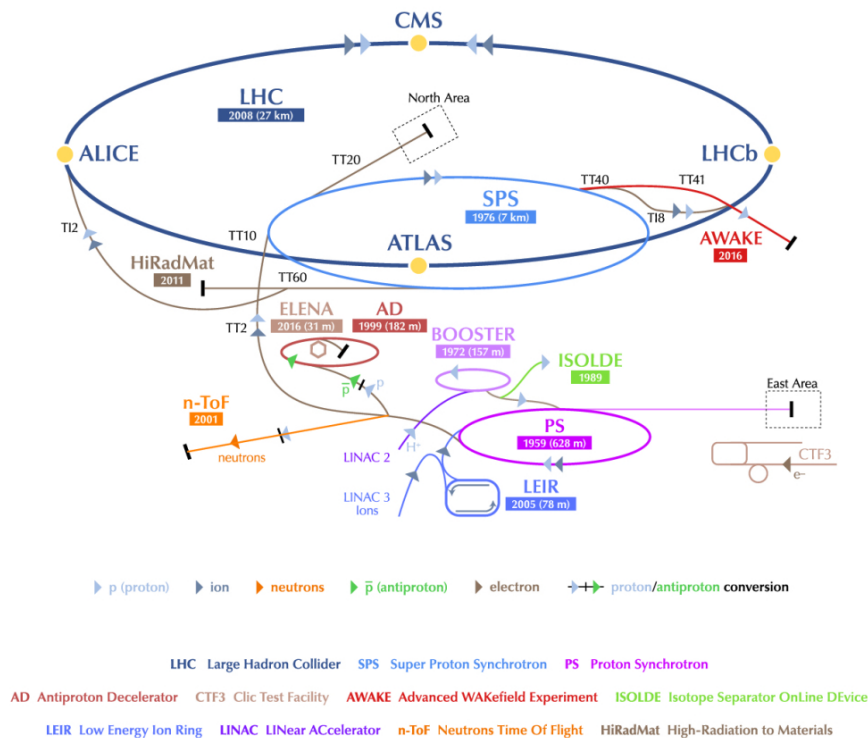 CMS
LHC
2008 (27 km)
North Area
ALICE
LHCb
TT20
TT40
TT41
SPS
1976 (7 km)
TI2
TI8
TT10
ATLAS
AWAKE
2016
HiRadMat
2011
TT60
ELENA
2016 (31 m)
AD
1999 (182 m)
TT2
BOOSTER
1972 (157 m)
ISOLDE
1989
p̅
p
East Area
n-ToF
2001
neutrons
LINAC 2
H⁺
PS
1959 (628 m)
CTF3
e–
LEIR
2005 (78 m)
LINAC 3
Ions
p (proton)
ion
neutrons
p̅ (antiproton)
electron
proton/antiproton conversion
LHC Large Hadron Collider SPS Super Proton Synchrotron PS Proton Synchrotron
AD Antiproton Decelerator CTF3 Clic Test Facility AWAKE Advanced WAKefield Experiment ISOLDE Isotope Separator OnLine DEvice
LEIR Low Energy Ion Ring LINAC LINear ACcelerator n-ToF Neutrons Time Of Flight HiRadMat High-Radiation to Materials